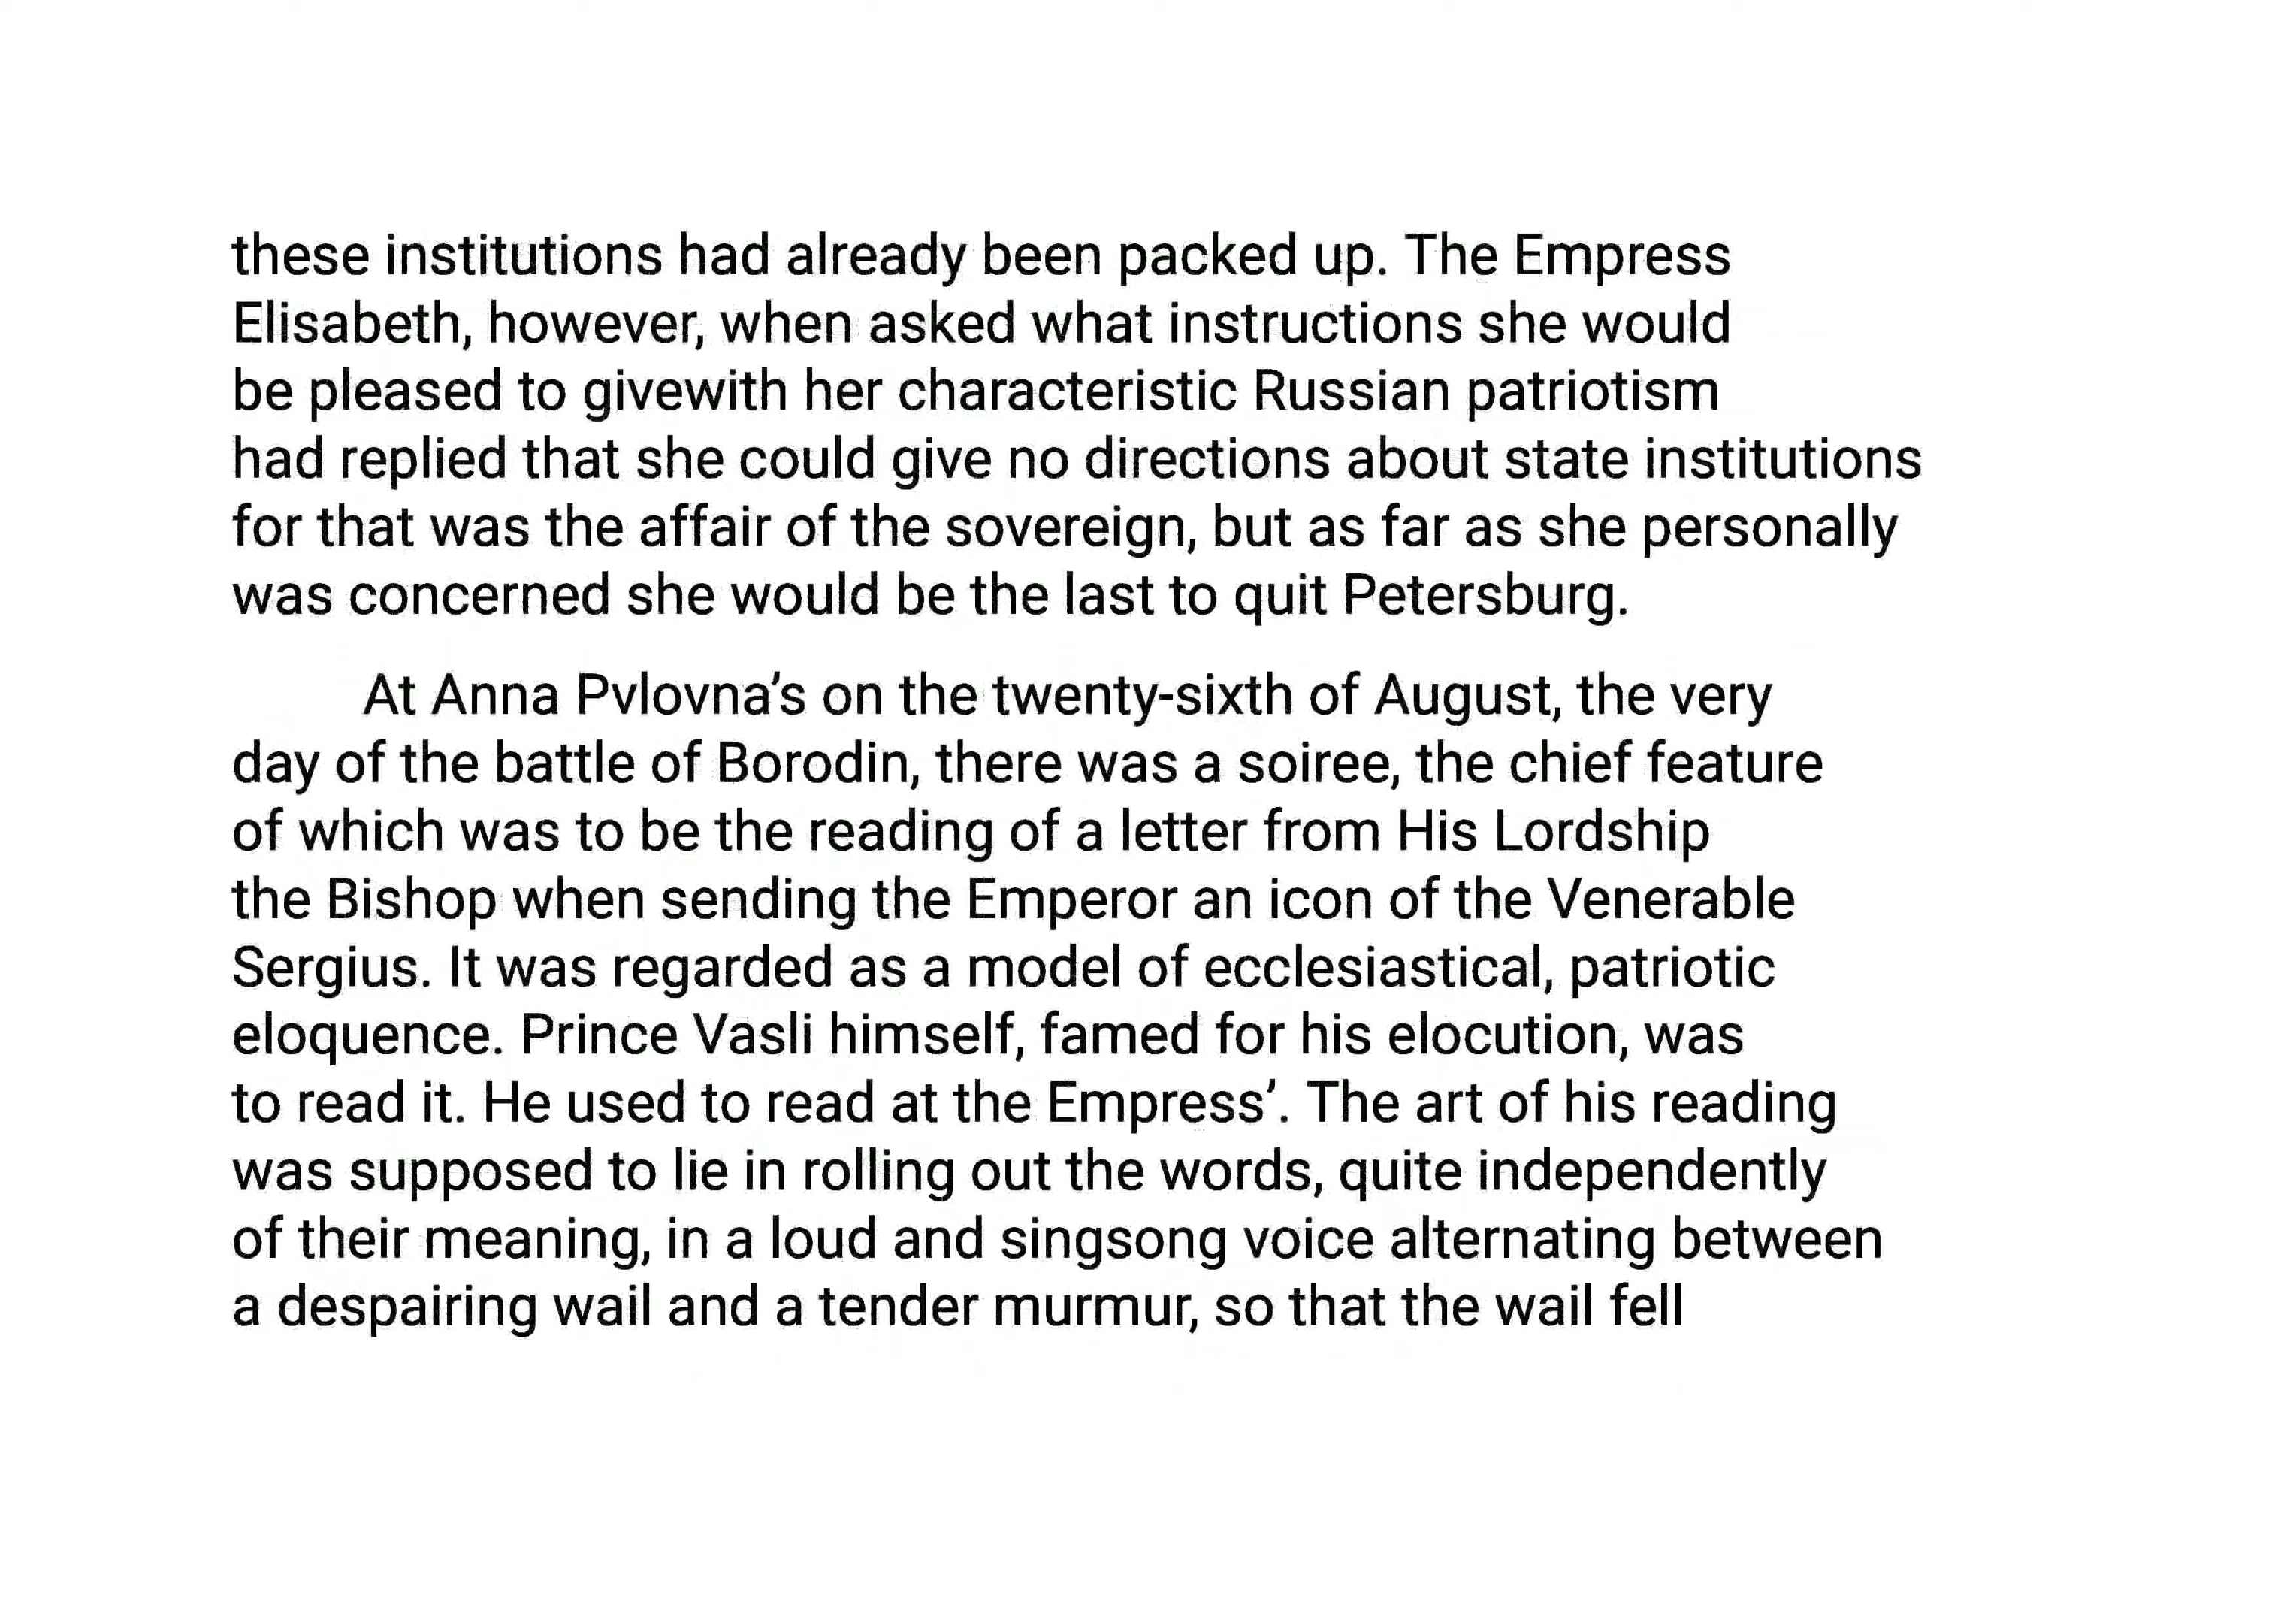 these institutions had already been packed up. The Empress
Elisabeth, however, when asked what instructions she would
be pleased to givewith her characteristic Russian patriotism
had replied that she could give no directions about state institutions
for that was the affair of the sovereign, but as far as she personally
was concerned she would be the last to quit Petersburg.
At Anna Pvlovna’s on the twenty-sixth of August, the very
day of the battle of Borodin, there was a soiree, the chief feature
of which was to be the reading of a letter from His Lordship
the Bishop when sending the Emperor an icon of the Venerable
Sergius. It was regarded as a model of ecclesiastical, patriotic
eloquence. Prince Vasli himself, famed for his elocution, was
to read it. He used to read at the Empress’. The art of his reading
was supposed to lie in rolling out the words, quite independently
of their meaning, in a loud and singsong voice alternating between
a despairing wail and a tender murmur, so that the wail fell